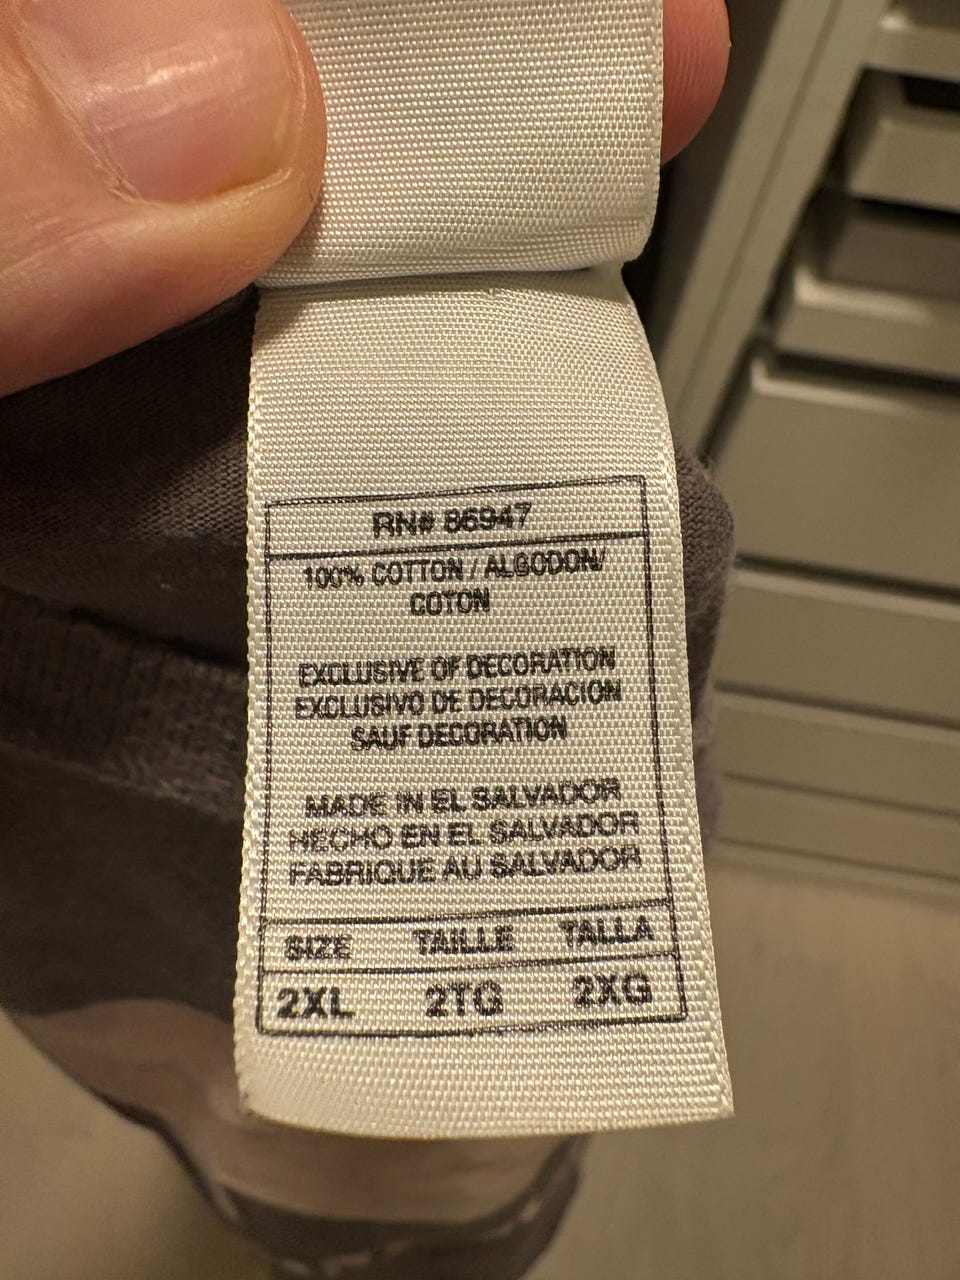 RN# 86947
100% COTTON / ALGODON/
COTON
EXCLUSIVE OF DECORATION
EXCLUSIVO DE DECORACION
SAUF DECORATION
MADE IN EL SALVADOR
HECHO EN EL SALVADOR
FABRIQUE AU SALVADOR
SIZE TAILLE TALLA
2XL 2TG 2XG